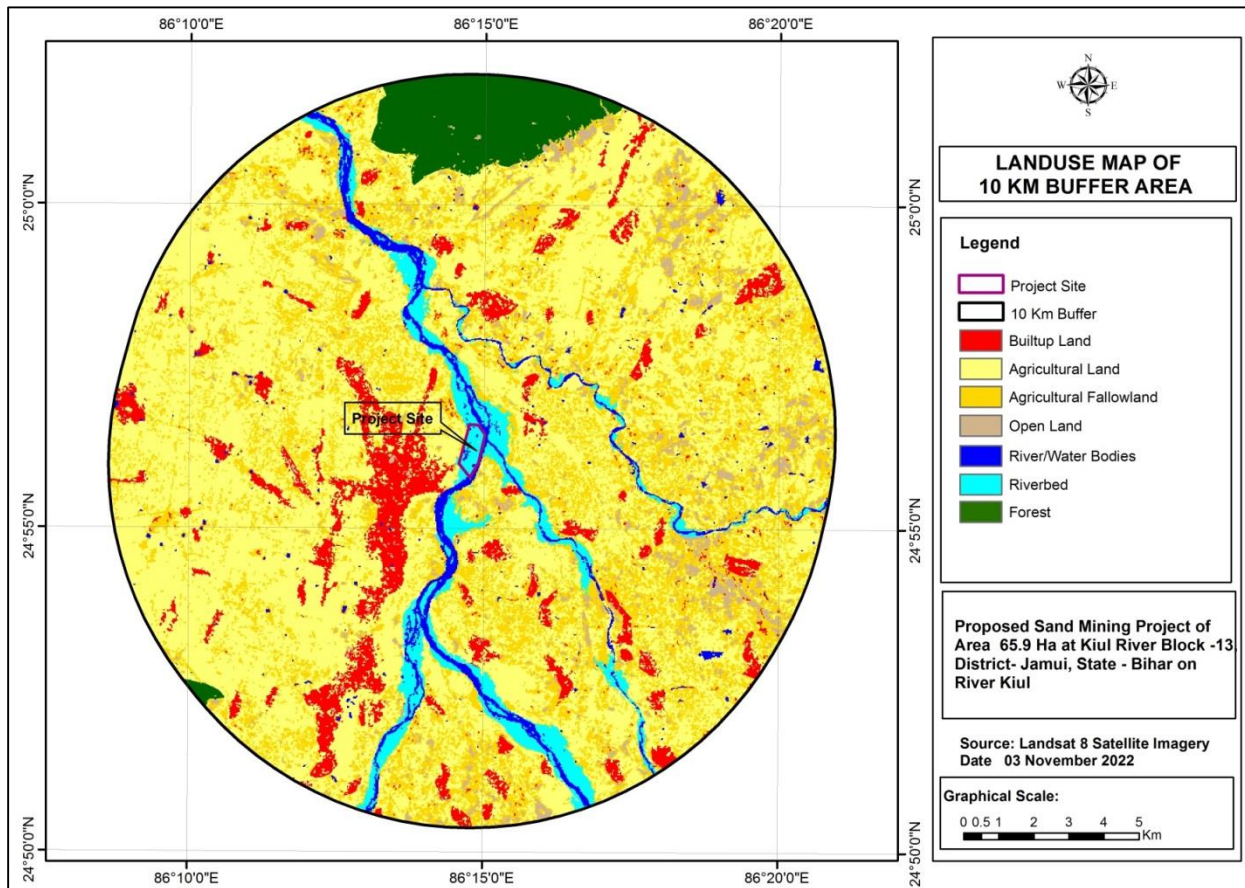 86°10'0"E
86°15'0"E
86°20'0"E
25°0'0"N
25°0'0"N
24°55'0"N
24°55'0"N
24°50'0"N
24°50'0"N
Project Site
86°10'0"E
86°15'0"E
86°20'0"E
N
W
E
S
LANDUSE MAP OF
10 KM BUFFER AREA
Legend
Project Site
10 Km Buffer
Builtup Land
Agricultural Land
Agricultural Fallowland
Open Land
River/Water Bodies
Riverbed
Forest
Proposed Sand Mining Project of
Area 65.9 Ha at Kiul River Block -13,
District- Jamui, State - Bihar on
River Kiul
Source: Landsat 8 Satellite Imagery
Date 03 November 2022
Graphical Scale:
0 0.5 1 2 3 4 5
Km